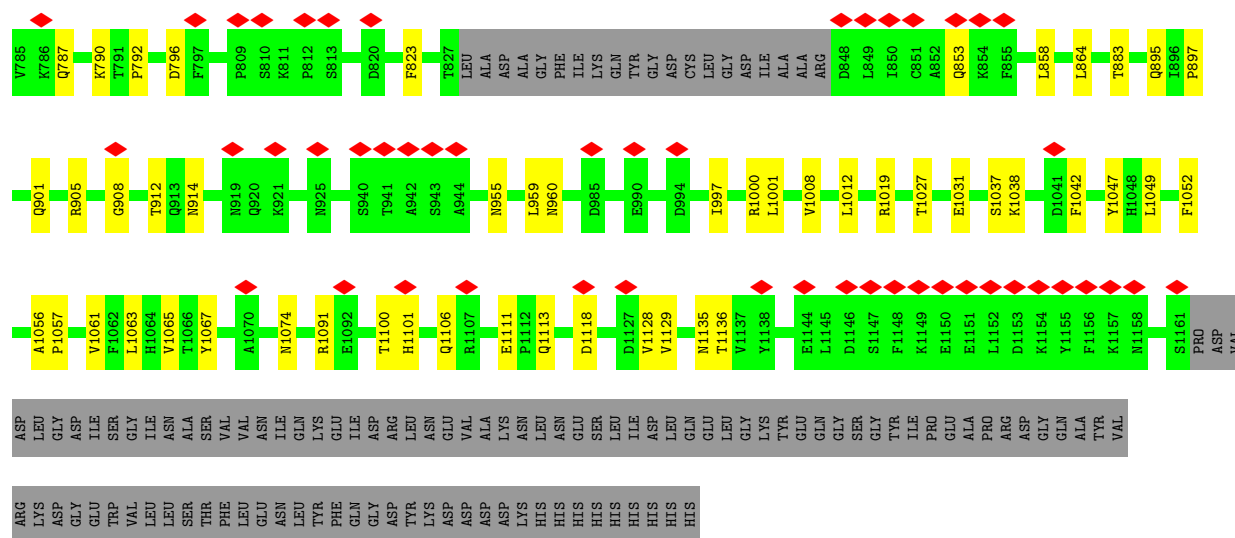 V785 K786 Q787 K790 T791 P792 D796 F797 P809 S810 K811 P812 S813 D820 F823 T827 LEU ALA ASP ALA GLY PHE ILE LYS GLN TYR GLY ASP CYS LEU GLY ASP ILE ALA ALA ARG D848 L849 I850 C851 A852 Q853 K854 F855 L858 L864 T883 Q895 I896 P897
Q901 R905 G908 T912 Q913 N914 N919 Q920 K921 N925 S940 T941 A942 S943 A944 N955 L959 N960 D985 E990 D994 I997 R1000 L1001 V1008 L1012 R1019 T1027 E1031 S1037 K1038 D1041 F1042 Y1047 H1048 L1049 F1052
A1056 P1057 V1061 F1062 L1063 H1064 V1065 T1066 Y1067 A1070 N1074 R1091 E1092 T1100 H1101 Q1106 R1107 E1111 P1112 Q1113 D1118 D1127 V1128 V1129 N1135 T1136 V1137 Y1138 E1144 L1145 D1146 S1147 F1148 K1149 E1150 E1151 L1152 D1153 K1154 Y1155 F1156 K1157 N1158 S1161 PRO ASP VAL
ASP LEU GLY ASP ILE SER GLY ILE ASN ALA SER VAL VAL ASN ILE GLN LYS GLU ILE ASP ARG LEU ASN GLU VAL ALA LYS ASN LEU ASN GLU SER LEU ILE ASP LEU GLN GLU LEU GLY LYS TYR GLU GLN GLY SER GLY TYR ILE PRO GLU ALA PRO ARG ASP GLY GLN ALA TYR VAL
ARG LYS ASP GLY GLU TRP VAL LEU LEU SER THR PHE LEU GLU ASN LEU TYR PHE GLN GLY ASP TYR LYS ASP ASP ASP ASP LYS HIS HIS HIS HIS HIS HIS HIS HIS HIS